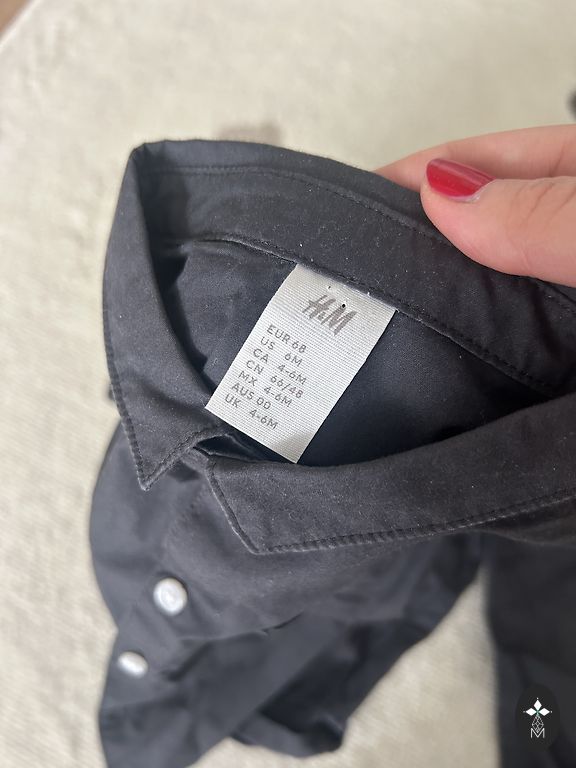 H&M
EUR 68
US 6M
CA 4-6M
CN 66/48
MX 4-6M
AUS 00
UK 4-6M
M